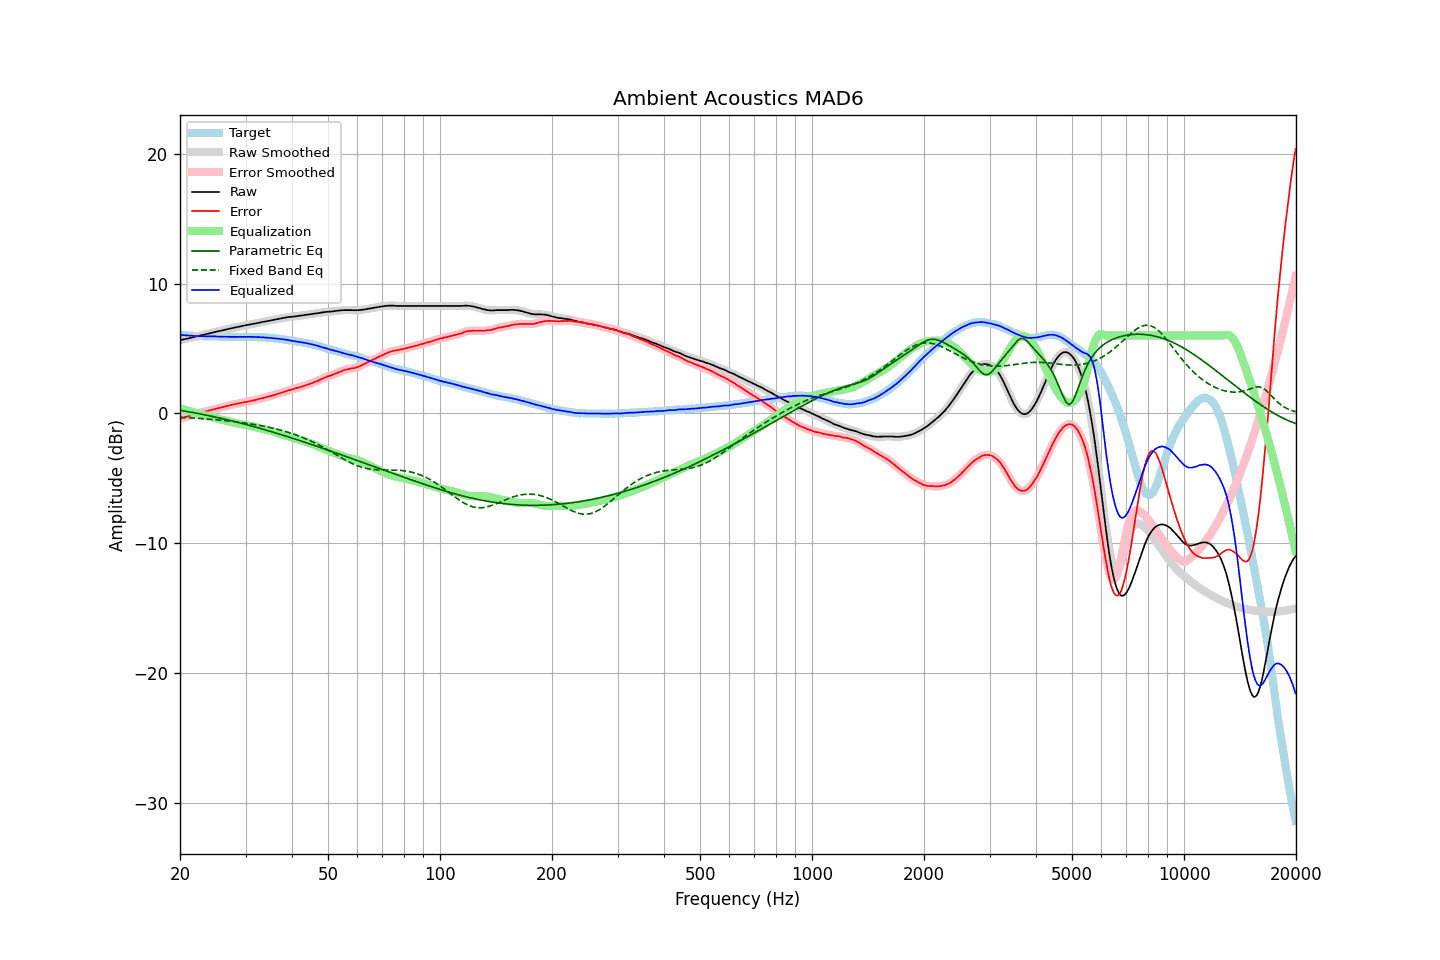 Ambient Acoustics MAD6
Target
Raw Smoothed
Error Smoothed
Raw
Error
Equalization
Parametric Eq
Fixed Band Eq
Equalized
20
10
0
−10
−20
−30
Amplitude (dBr)
20 50 100 200 500 1000 2000 5000 10000 20000
Frequency (Hz)